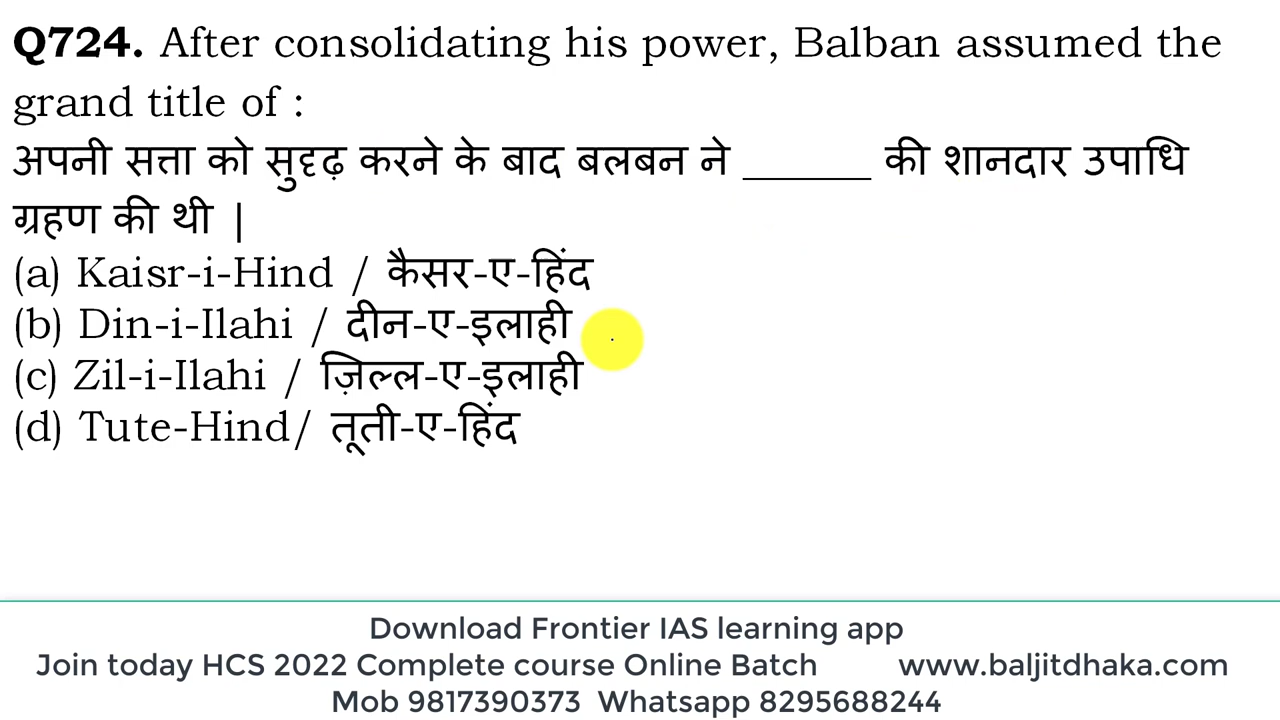 Q724. After consolidating his power, Balban assumed the
grand title of :
अपनी सत्ता को सुदृढ़ करने के बाद बलबन ने ______ की शानदार उपाधि
ग्रहण की थी |
(a) Kaisr-i-Hind / कैसर-ए-हिंद
(b) Din-i-Ilahi / दीन-ए-इलाही
(c) Zil-i-Ilahi / ज़िल्ल-ए-इलाही
(d) Tute-Hind/ तूती-ए-हिंद
Download Frontier IAS learning app
Join today HCS 2022 Complete course Online Batch www.baljitdhaka.com
Mob 9817390373 Whatsapp 8295688244